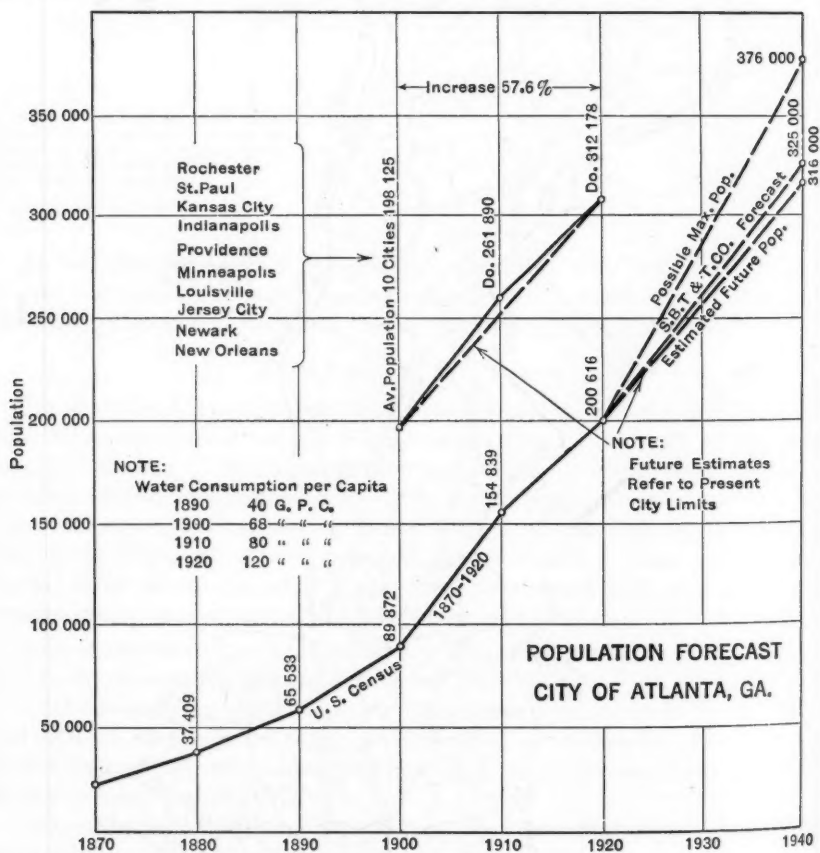 376 000
Increase 57.6%
350 000
300 000
250 000
200 000
150 000
100 000
50 000
Population
Rochester
St.Paul
Kansas City
Indianapolis
Providence
Minneapolis
Louisville
Jersey City
Newark
New Orleans
Av. Population 10 Cities 198 125
Do. 261 890
Do. 312 178
325 000
316 000
Possible Max. Pop.
S.B.T. & T. CO. Forecast
Estimated Future Pop.
200 616
NOTE:
Future Estimates
Refer to Present
City Limits
NOTE:
Water Consumption per Capita
1890 40 G. P. C.
1900 68 " " "
1910 80 " " "
1920 120 " " "
154 839
89 872
65 533
37 409
U. S. Census
1870-1920
POPULATION FORECAST
CITY OF ATLANTA, GA.
1870 1880 1890 1900 1910 1920 1930 1940